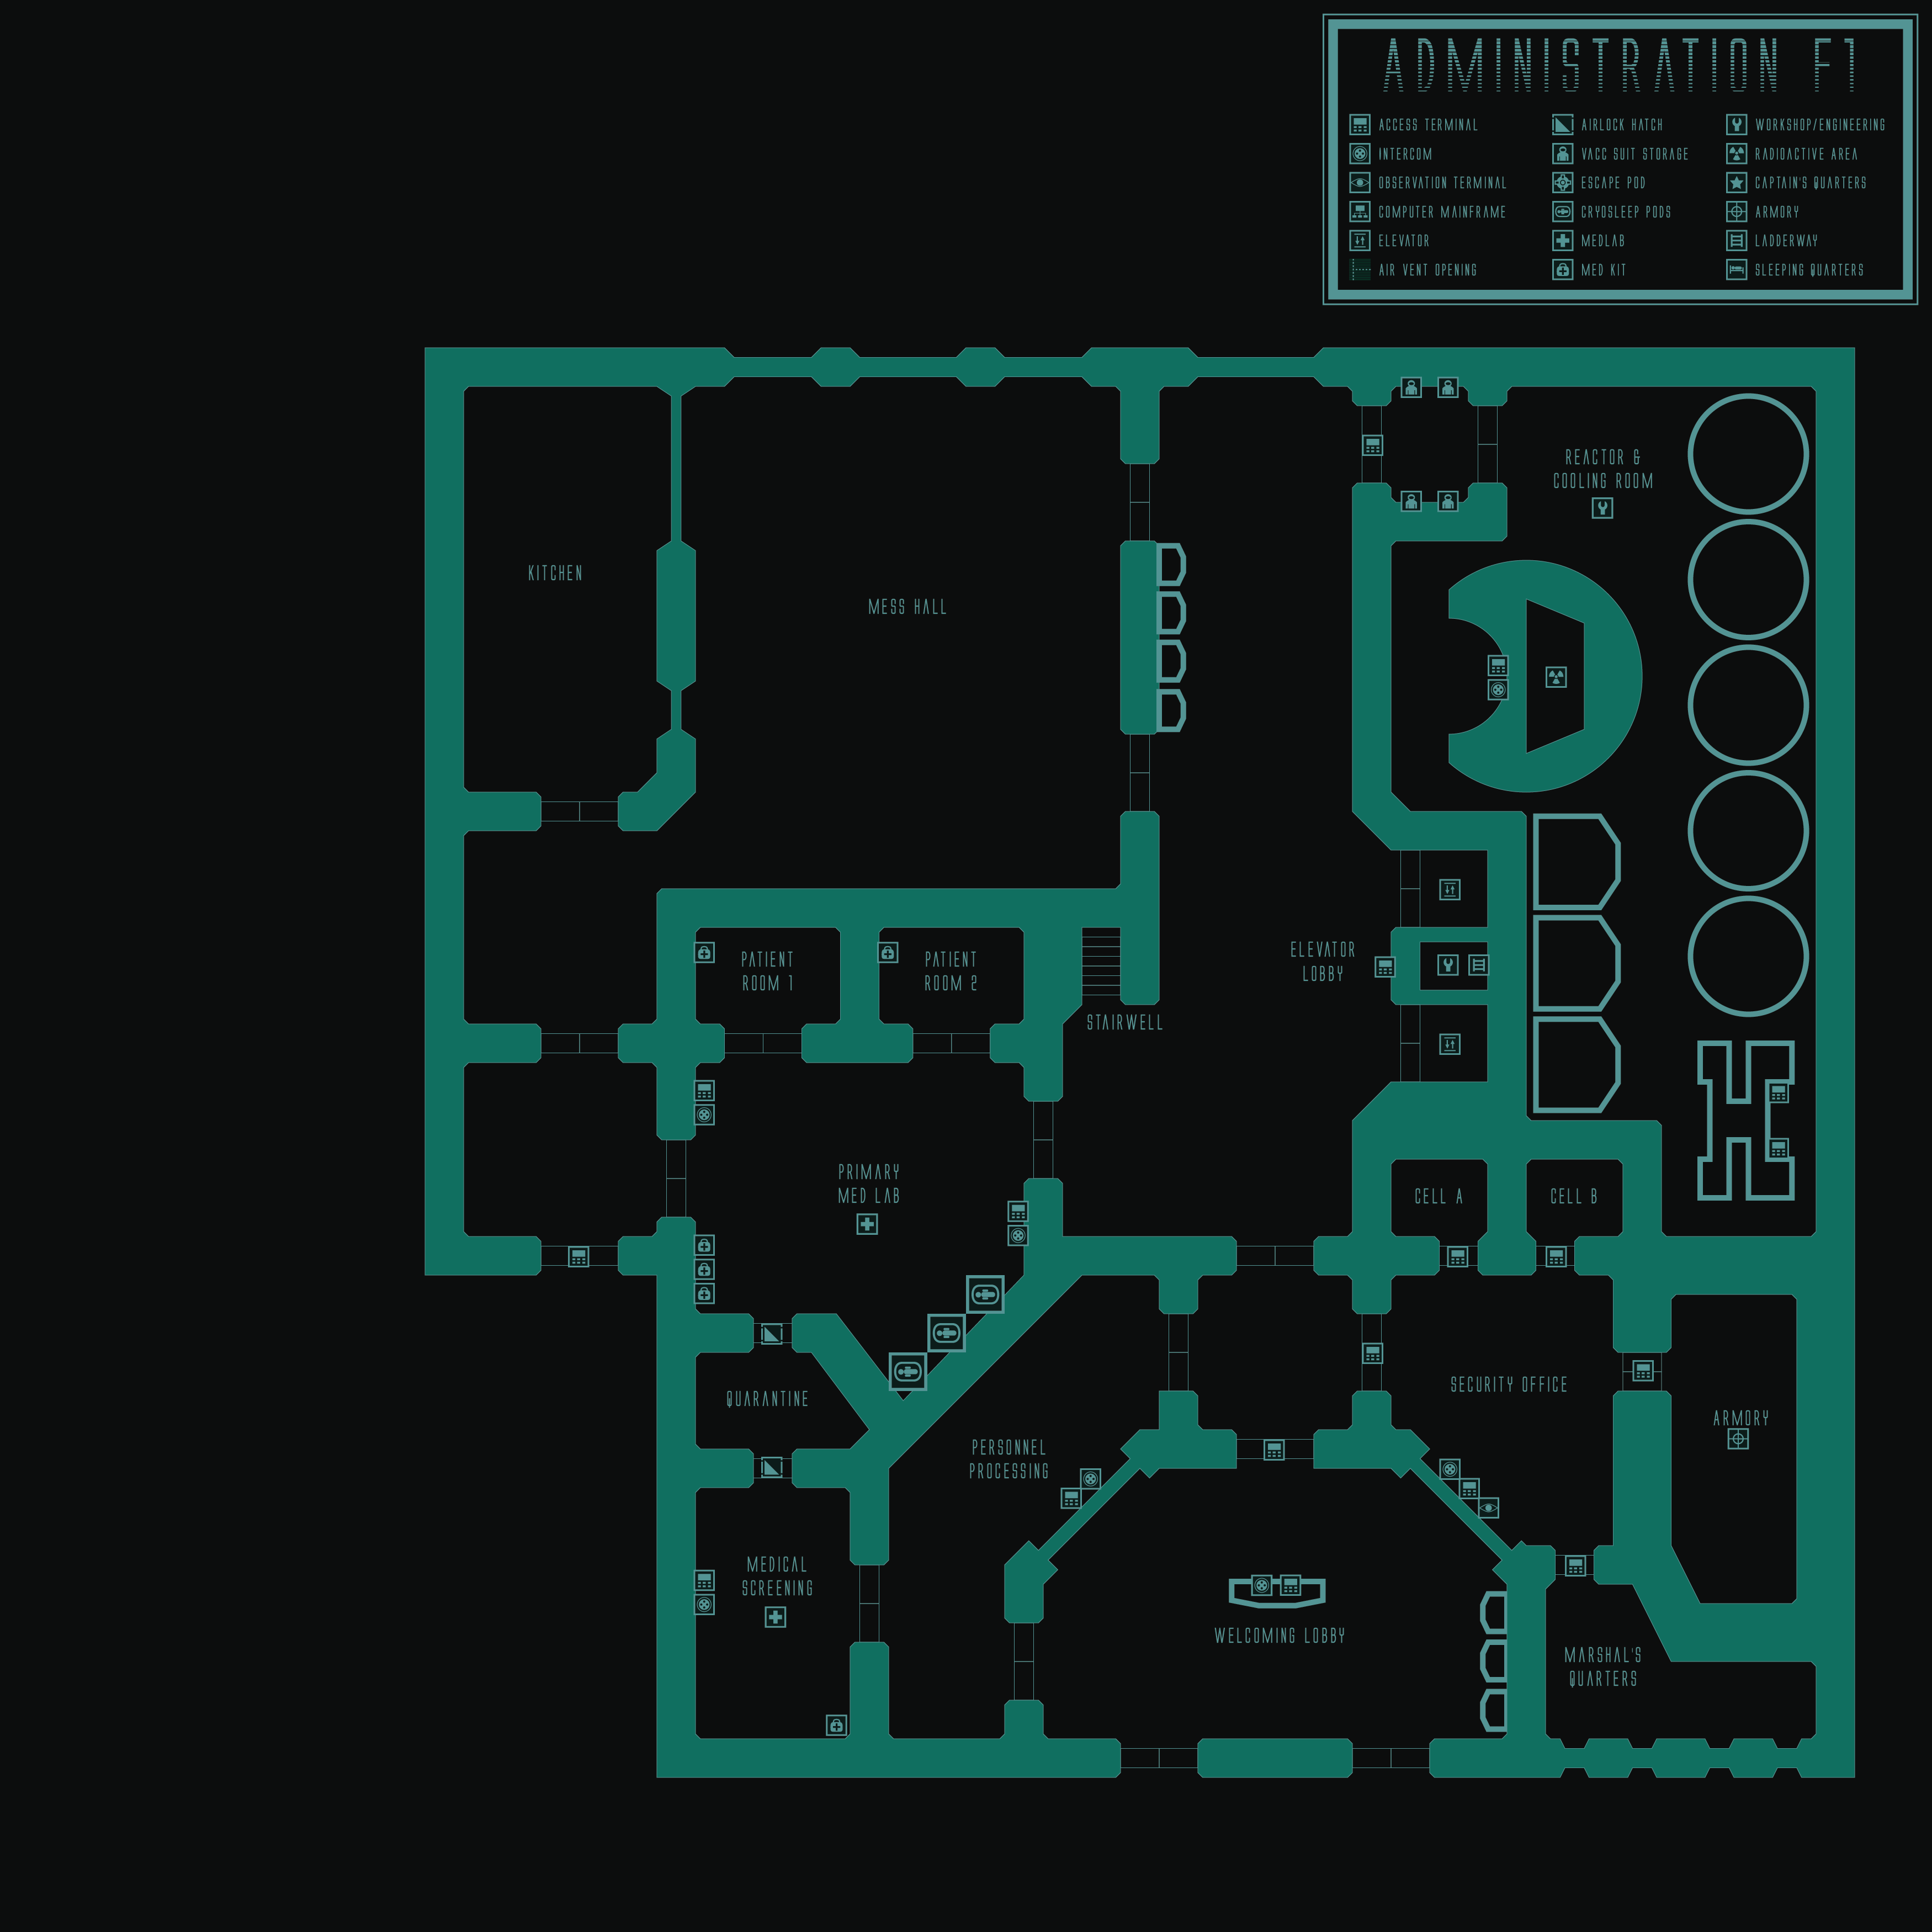 ADMINISTRATION F1
ACCESS TERMINAL
INTERCOM
OBSERVATION TERMINAL
COMPUTER MAINFRAME
ELEVATOR
AIR VENT OPENING
AIRLOCK HATCH
VACC SUIT STORAGE
ESCAPE POD
CRYOSLEEP PODS
MEDLAB
MED KIT
WORKSHOP/ENGINEERING
RADIOACTIVE AREA
CAPTAIN'S QUARTERS
ARMORY
LADDERWAY
SLEEPING QUARTERS
REACTOR &
COOLING ROOM
KITCHEN
MESS HALL
PATIENT
ROOM 1
PATIENT
ROOM 2
ELEVATOR
LOBBY
STAIRWELL
PRIMARY
MED LAB
CELL A
CELL B
QUARANTINE
SECURITY OFFICE
ARMORY
PERSONNEL
PROCESSING
MEDICAL
SCREENING
WELCOMING LOBBY
MARSHAL'S
QUARTERS